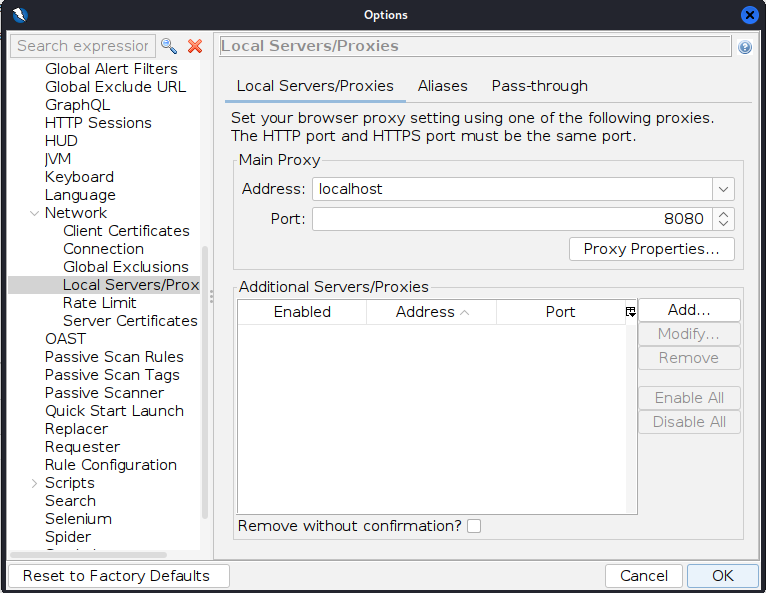 Options
Search expression
Global Alert Filters
Global Exclude URL
GraphQL
HTTP Sessions
HUD
JVM
Keyboard
Language
Network
Client Certificates
Connection
Global Exclusions
Local Servers/Prox
Rate Limit
Server Certificates
OAST
Passive Scan Rules
Passive Scan Tags
Passive Scanner
Quick Start Launch
Replacer
Requester
Rule Configuration
Scripts
Search
Selenium
Spider
Local Servers/Proxies
Local Servers/Proxies Aliases Pass-through
Set your browser proxy setting using one of the following proxies.
The HTTP port and HTTPS port must be the same port.
Main Proxy
Address: localhost
Port: 8080
Proxy Properties...
Additional Servers/Proxies
Enabled Address Port
Add...
Modify...
Remove
Enable All
Disable All
Remove without confirmation?
Reset to Factory Defaults Cancel OK